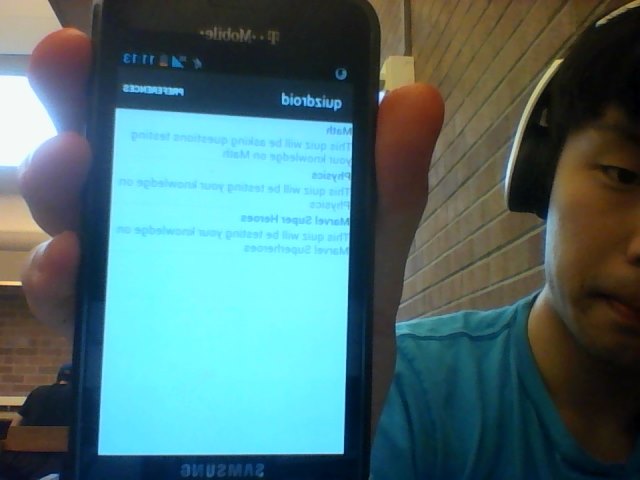 T··Mobile·
11:13
quizdroid
PREFERENCES
Math
This quiz will be asking questions testing
your knowledge on Math
Physics
This quiz will be testing your knowledge on
Physics
Marvel Super Heroes
This quiz will be testing your knowledge on
Marvel Superheroes
SAMSUNG